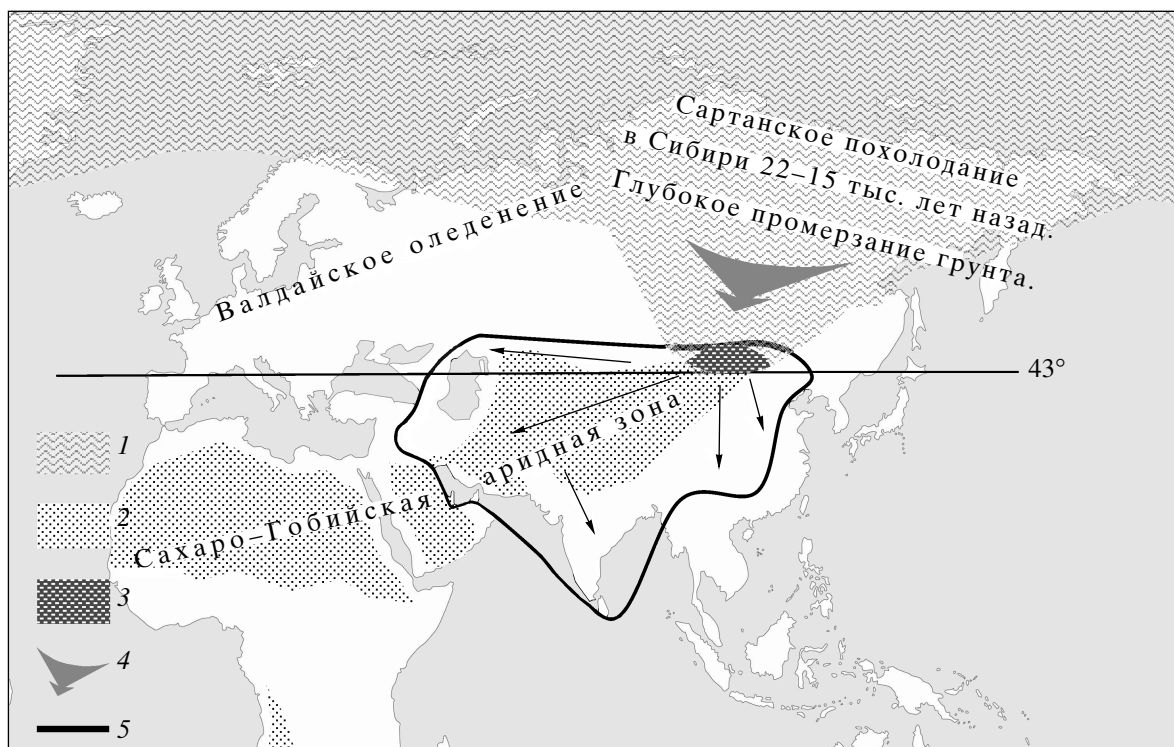 Сартанское похолодание
в Сибири 22–15 тыс. лет назад.
Глубокое промерзание грунта.
Валдайское оледенение
43°
Сахаро–Гобийская аридная зона
1
2
3
4
5